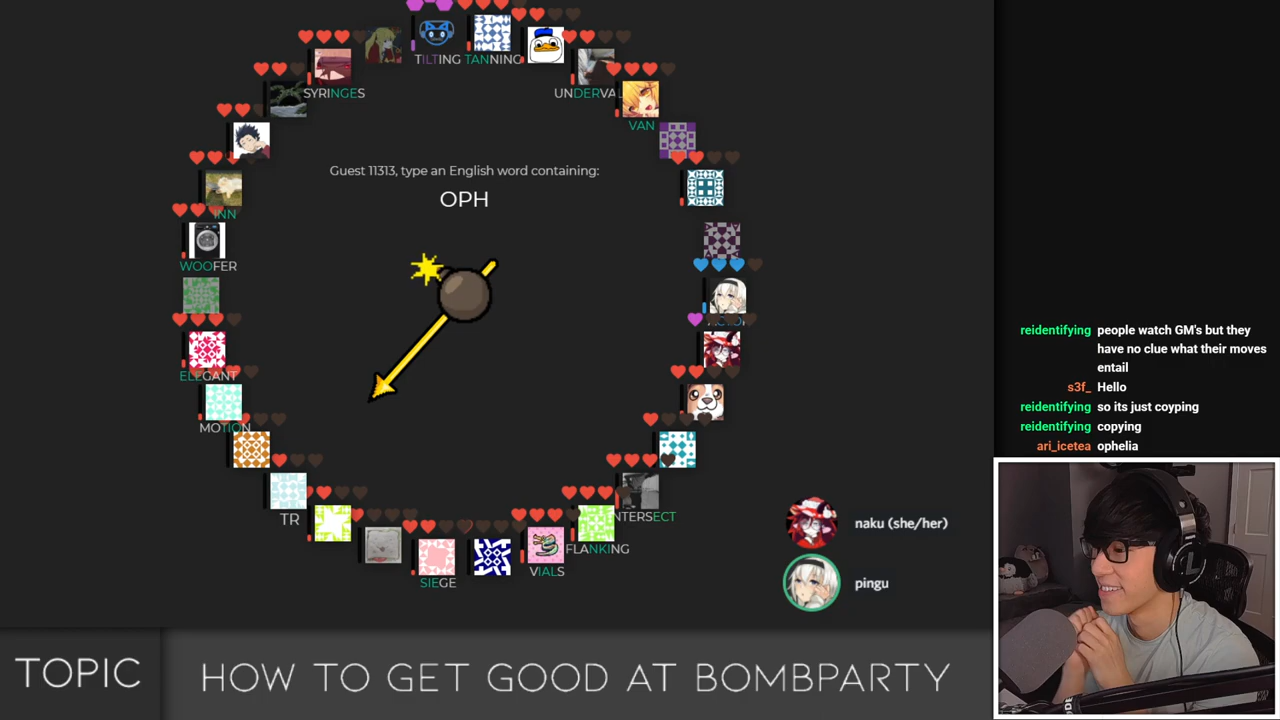 TILTING
TANNING
SYRINGES
VAN
Guest 11313, type an English word containing:
OPH
INN
WOOFER
ELEGANT
MOTION
TR
SIEGE
VIALS
FLANKING
NTERSECT
reidentifying people watch GM's but they
have no clue what their moves
entail
s3f_ Hello
reidentifying so its just coyping
reidentifying copying
ari_icetea ophelia
naku (she/her)
pingu
TOPIC
HOW TO GET GOOD AT BOMBPARTY